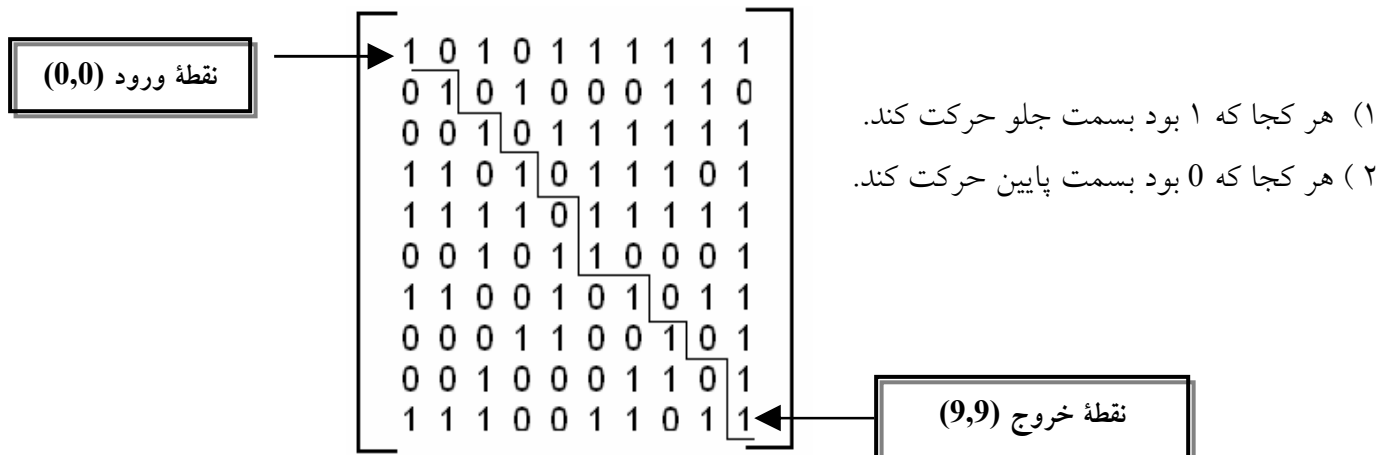 نقطهٔ ورود (0,0)
1 0 1 0 1 1 1 1 1 1
0 1 0 1 0 0 0 1 1 0
0 0 1 0 1 1 1 1 1 1
1 1 0 1 0 1 1 1 0 1
1 1 1 1 0 1 1 1 1 1
0 0 1 0 1 1 0 0 0 1
1 1 0 0 1 0 1 0 1 1
0 0 0 1 1 0 0 1 0 1
0 0 1 0 0 0 1 1 0 1
1 1 1 0 0 1 1 0 1 1
۱) هر کجا که ۱ بود بسمت جلو حرکت کند.
۲ ) هر کجا که 0 بود بسمت پایین حرکت کند.
نقطهٔ خروج (9,9)